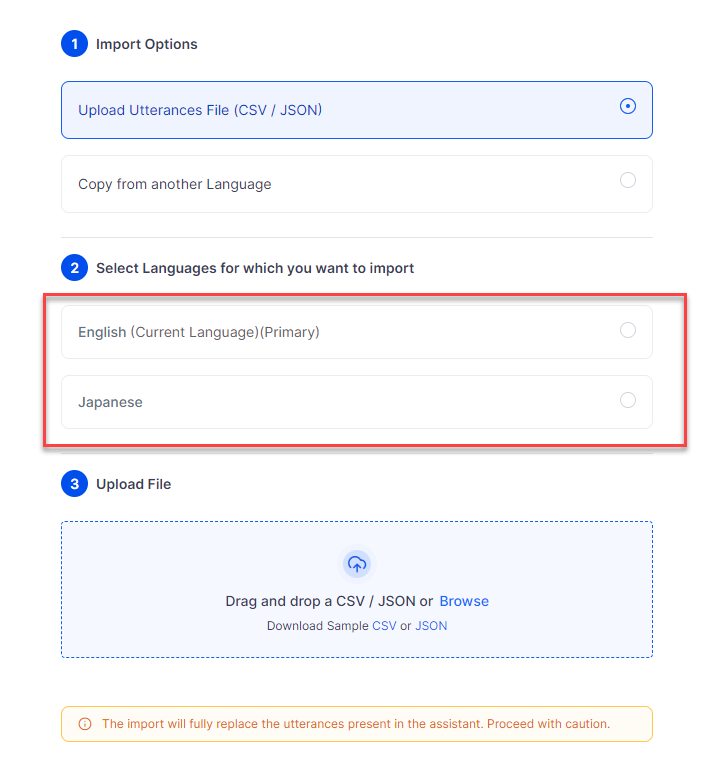 1 Import Options
Upload Utterances File (CSV / JSON)
Copy from another Language
2 Select Languages for which you want to import
English (Current Language)(Primary)
Japanese
3 Upload File
Drag and drop a CSV / JSON or Browse
Download Sample CSV or JSON
The import will fully replace the utterances present in the assistant. Proceed with caution.